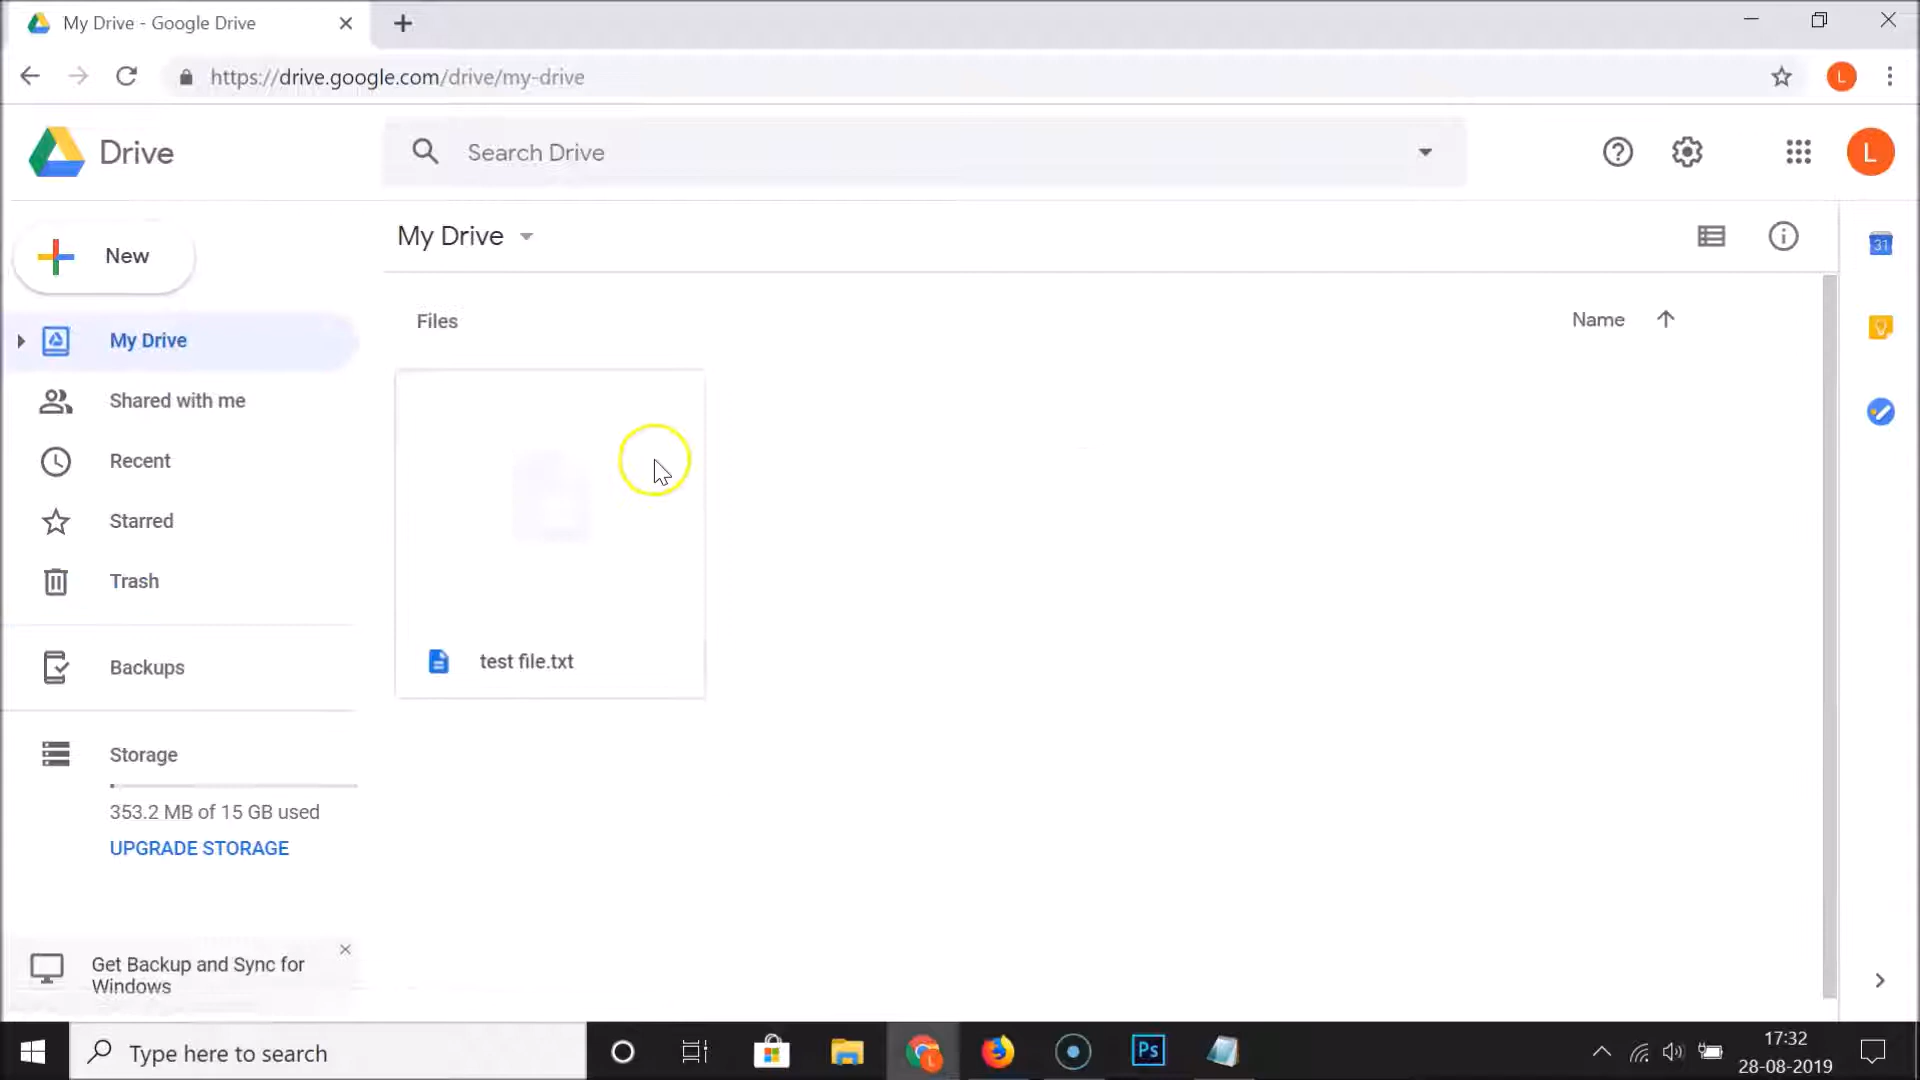 My Drive - Google Drive
https://drive.google.com/drive/my-drive
L
Drive
Search Drive
L
New
My Drive
31
Files
Name
My Drive
Shared with me
Recent
Starred
Trash
test file.txt
Backups
Storage
353.2 MB of 15 GB used
UPGRADE STORAGE
Get Backup and Sync for
Windows
Type here to search
L
Ps
17:32
28-08-2019